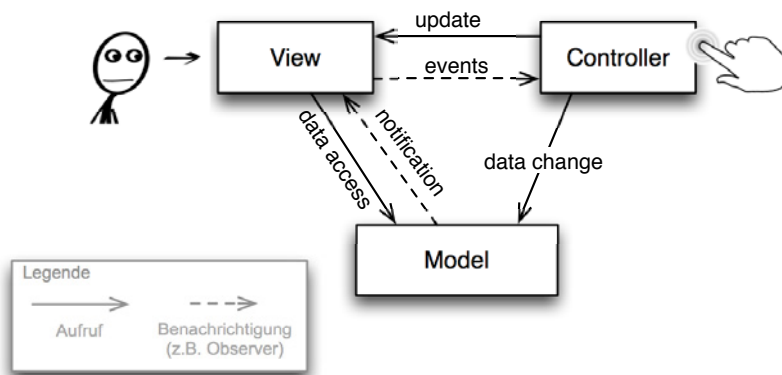 update
View
events
Controller
data access
notification
data change
Model
Legende
Aufruf
Benachrichtigung
(z.B. Observer)